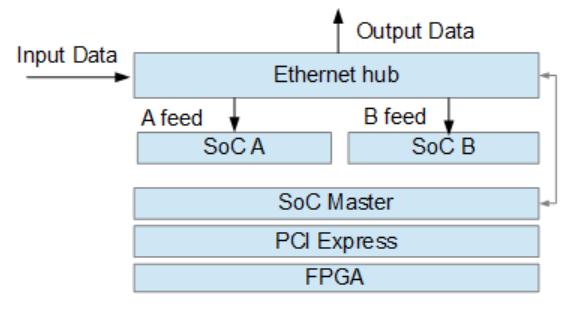 Output Data
Input Data
Ethernet hub
A feed
B feed
SoC A
SoC B
SoC Master
PCI Express
FPGA